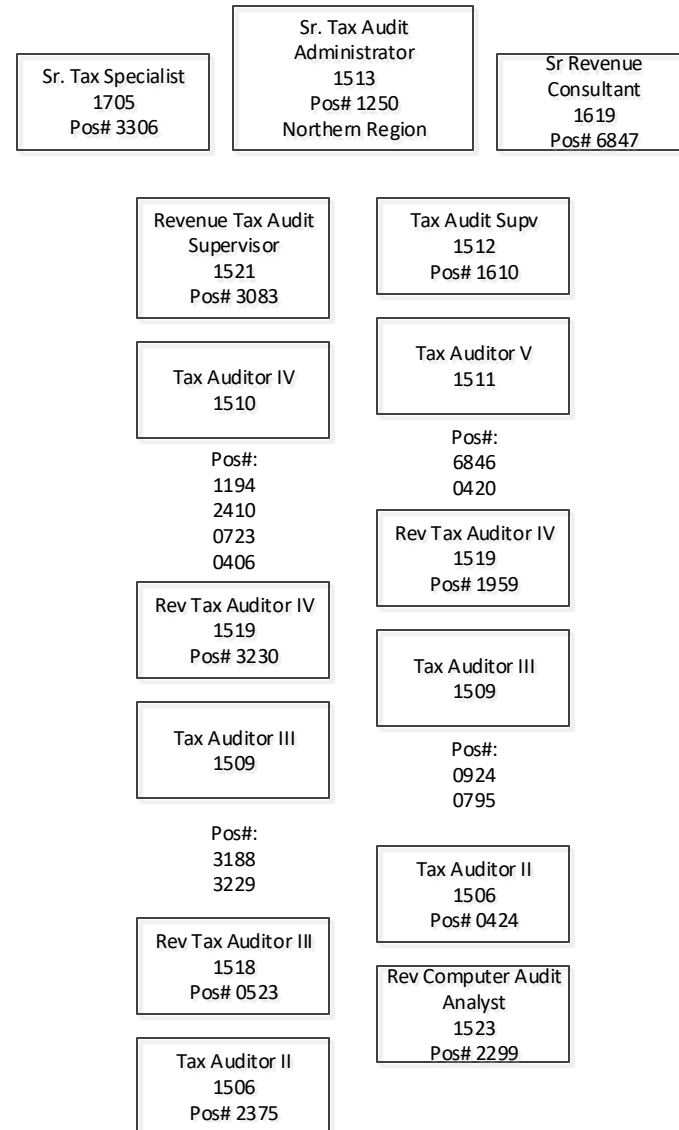 Sr. Tax Audit
Administrator
1513
Pos# 1250
Northern Region
Sr. Tax Specialist
1705
Pos# 3306
Sr Revenue
Consultant
1619
Pos# 6847
Revenue Tax Audit
Supervisor
1521
Pos# 3083
Tax Auditor IV
1510
Pos#:
1194
2410
0723
0406
Rev Tax Auditor IV
1519
Pos# 3230
Tax Auditor III
1509
Pos#:
3188
3229
Rev Tax Auditor III
1518
Pos# 0523
Tax Auditor II
1506
Pos# 2375
Tax Audit Supv
1512
Pos# 1610
Tax Auditor V
1511
Pos#:
6846
0420
Rev Tax Auditor IV
1519
Pos# 1959
Tax Auditor III
1509
Pos#:
0924
0795
Tax Auditor II
1506
Pos# 0424
Rev Computer Audit
Analyst
1523
Pos# 2299